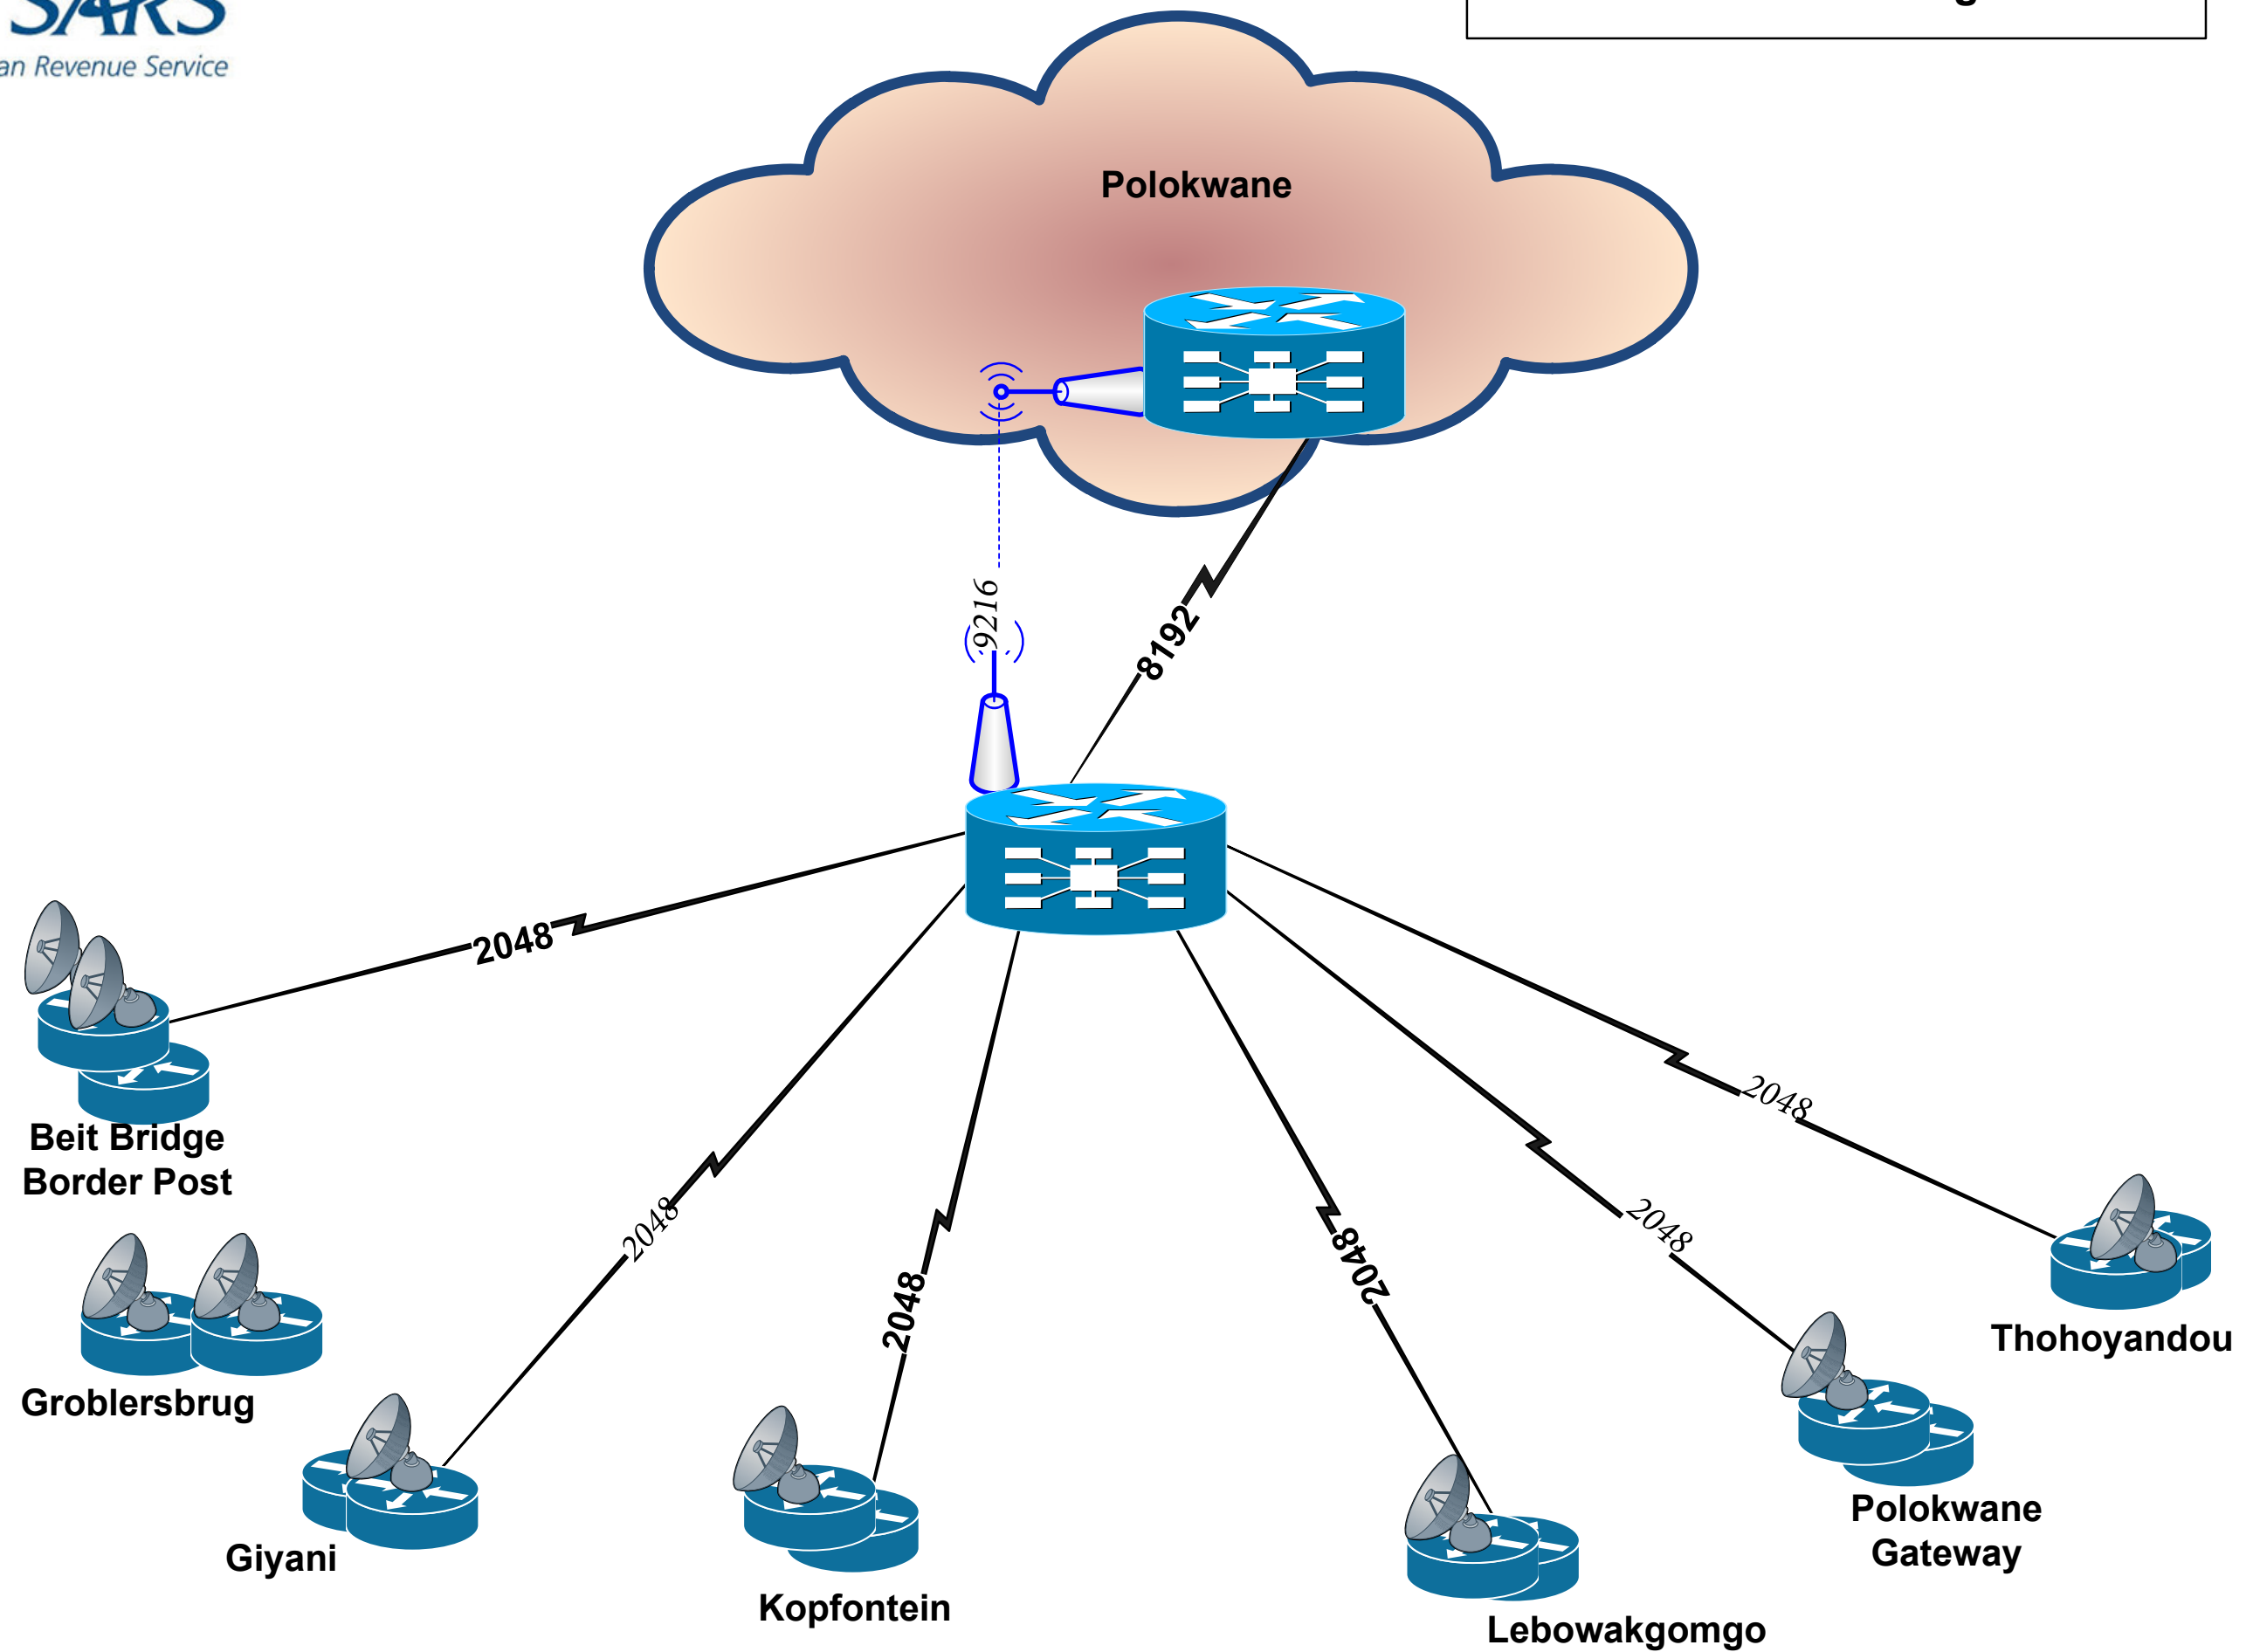 SARS
an Revenue Service
Polokwane
9216
8192
2048
Beit Bridge
Border Post
2048
2048
2048
2048
2048
Groblersbrug
Thohoyandou
Giyani
Kopfontein
Polokwane
Gateway
Lebowakgomgo